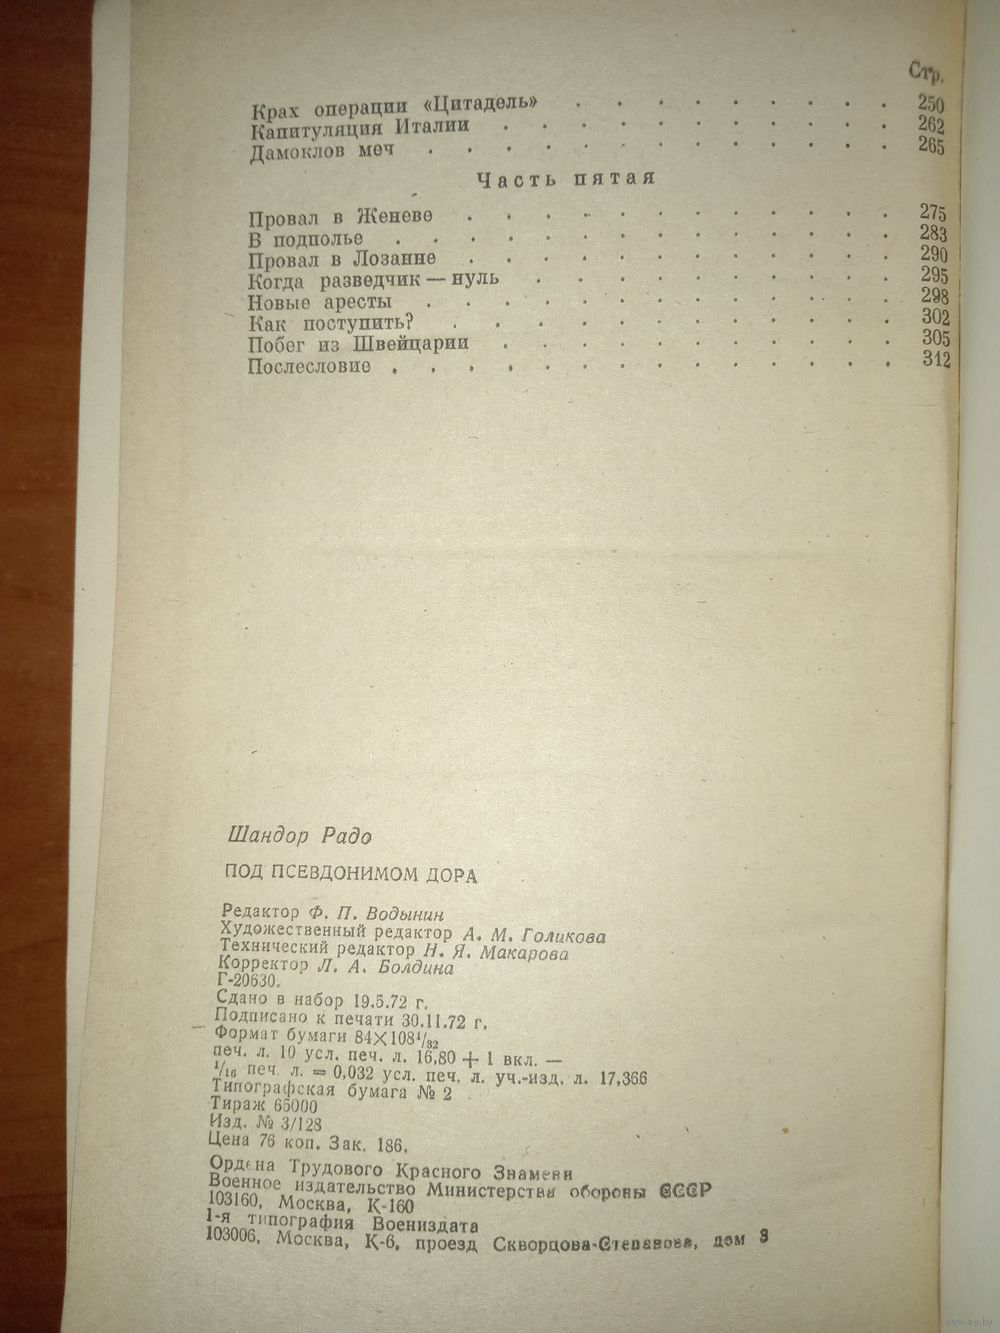 Стр.
Крах операции «Цитадель» . . . . . . . . . 250
Капитуляция Италии . . . . . . . . . . . 262
Дамоклов меч . . . . . . . . . . . . . 265
Часть пятая
Провал в Женеве . . . . . . . . . . . . 275
В подполье . . . . . . . . . . . . . . 283
Провал в Лозанне . . . . . . . . . . . . 290
Когда разведчик — нуль . . . . . . . . . . 295
Новые аресты . . . . . . . . . . . . . 298
Как поступить? . . . . . . . . . . . . 302
Побег из Швейцарии . . . . . . . . . . . 305
Послесловие . . . . . . . . . . . . . . 312
Шандор Радо
ПОД ПСЕВДОНИМОМ ДОРА
Редактор Ф. П. Водынин
Художественный редактор А. М. Голикова
Технический редактор Н. Я. Макарова
Корректор Л. А. Болдина
Г-20630.
Сдано в набор 19.5.72 г.
Подписано к печати 30.11.72 г.
Формат бумаги 84×108¹/₃₂
печ. л. 10 усл. печ. л. 16,80 + 1 вкл. —
¹/₁₆ печ. л. = 0,032 усл. печ. л. уч.-изд. л. 17,366
Типографская бумага № 2
Тираж 65000
Изд. № 3/128
Цена 76 коп. Зак. 186.
Ордена Трудового Красного Знамени
Военное издательство Министерства обороны СССР
103160, Москва, К-160
1-я типография Воениздата
103006, Москва, К-6, проезд Скворцова-Степанова, дом 3
www.ay.by